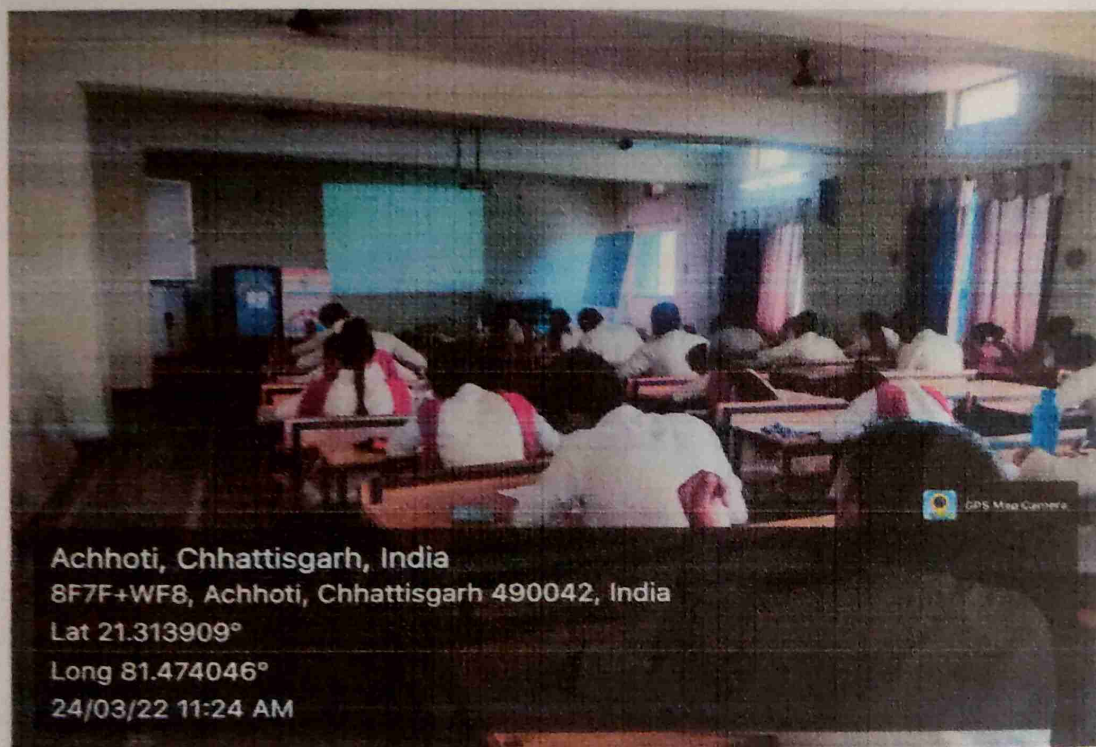 GPS Map Camera
Achhoti, Chhattisgarh, India
8F7F+WF8, Achhoti, Chhattisgarh 490042, India
Lat 21.313909°
Long 81.474046°
24/03/22 11:24 AM